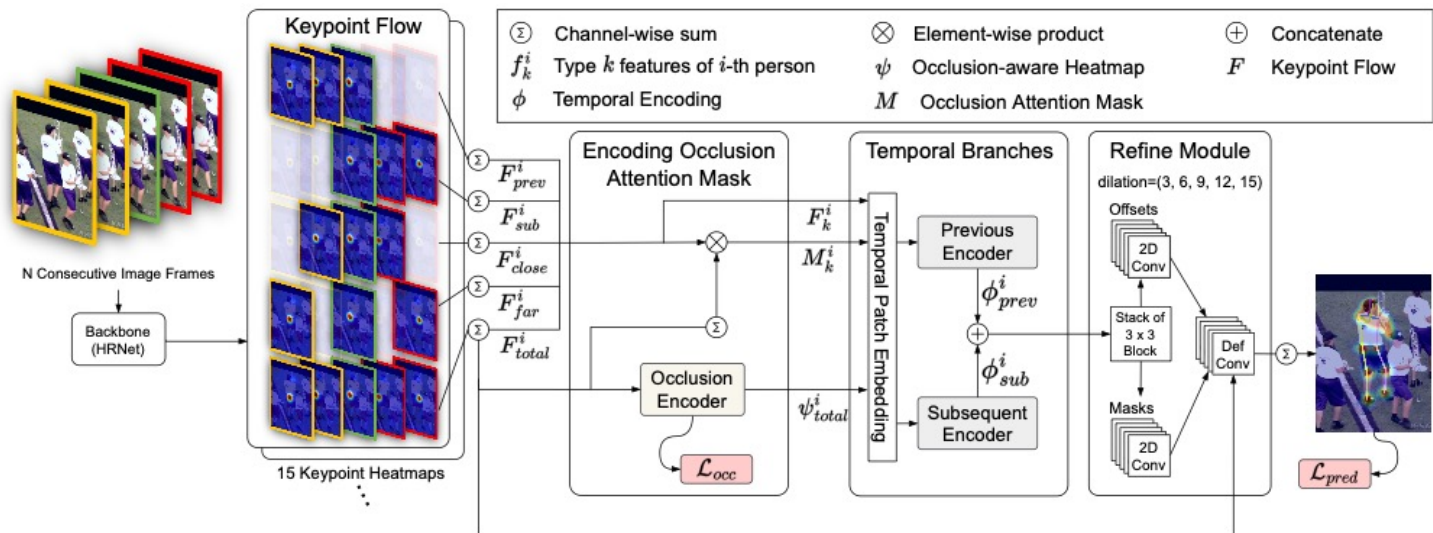 Keypoint Flow
Σ Channel-wise sum
⊗ Element-wise product
⊕ Concatenate
f_k^i Type k features of i-th person
ψ Occlusion-aware Heatmap
F Keypoint Flow
ϕ Temporal Encoding
M Occlusion Attention Mask
N Consecutive Image Frames
Backbone
(HRNet)
15 Keypoint Heatmaps
Σ
F_prev^i
Σ
F_sub^i
Σ
F_close^i
Σ
F_far^i
Σ
F_total^i
Encoding Occlusion
Attention Mask
Σ
Occlusion
Encoder
L_occ
F_k^i
M_k^i
ψ_total^i
Temporal Branches
Temporal Patch Embedding
Previous
Encoder
ϕ_prev^i
ϕ_sub^i
Subsequent
Encoder
Refine Module
dilation=(3, 6, 9, 12, 15)
Offsets
2D
Conv
Stack of
3 x 3
Block
Masks
2D
Conv
Def
Conv
Σ
L_pred